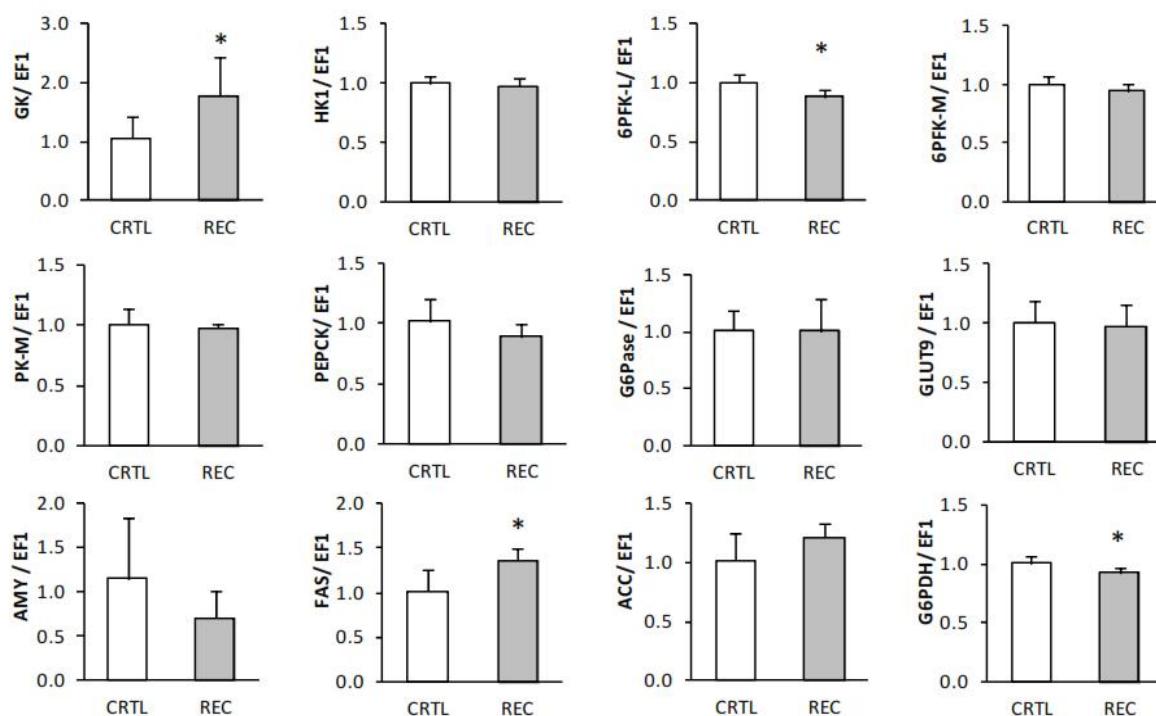 GK/ EF1
3.0
2.0
1.0
0.0
*
CRTL REC
HK1/ EF1
1.5
1.0
0.5
0.0
CRTL REC
6PFK-L/ EF1
1.5
1.0
0.5
0.0
*
CRTL REC
6PFK-M/ EF1
1.5
1.0
0.5
0.0
CRTL REC
PK-M/ EF1
1.5
1.0
0.5
0.0
CRTL REC
PEPCK/ EF1
1.5
1.0
0.5
0.0
CRTL REC
G6Pase / EF1
1.5
1.0
0.5
0.0
CRTL REC
GLUT9 / EF1
1.5
1.0
0.5
0.0
CRTL REC
AMY / EF1
2.0
1.5
1.0
0.5
0.0
CRTL REC
FAS/ EF1
2.0
1.5
1.0
0.5
0.0
*
CRTL REC
ACC/ EF1
1.5
1.0
0.5
0.0
CRTL REC
G6PDH/ EF1
1.5
1.0
0.5
0.0
*
CRTL REC